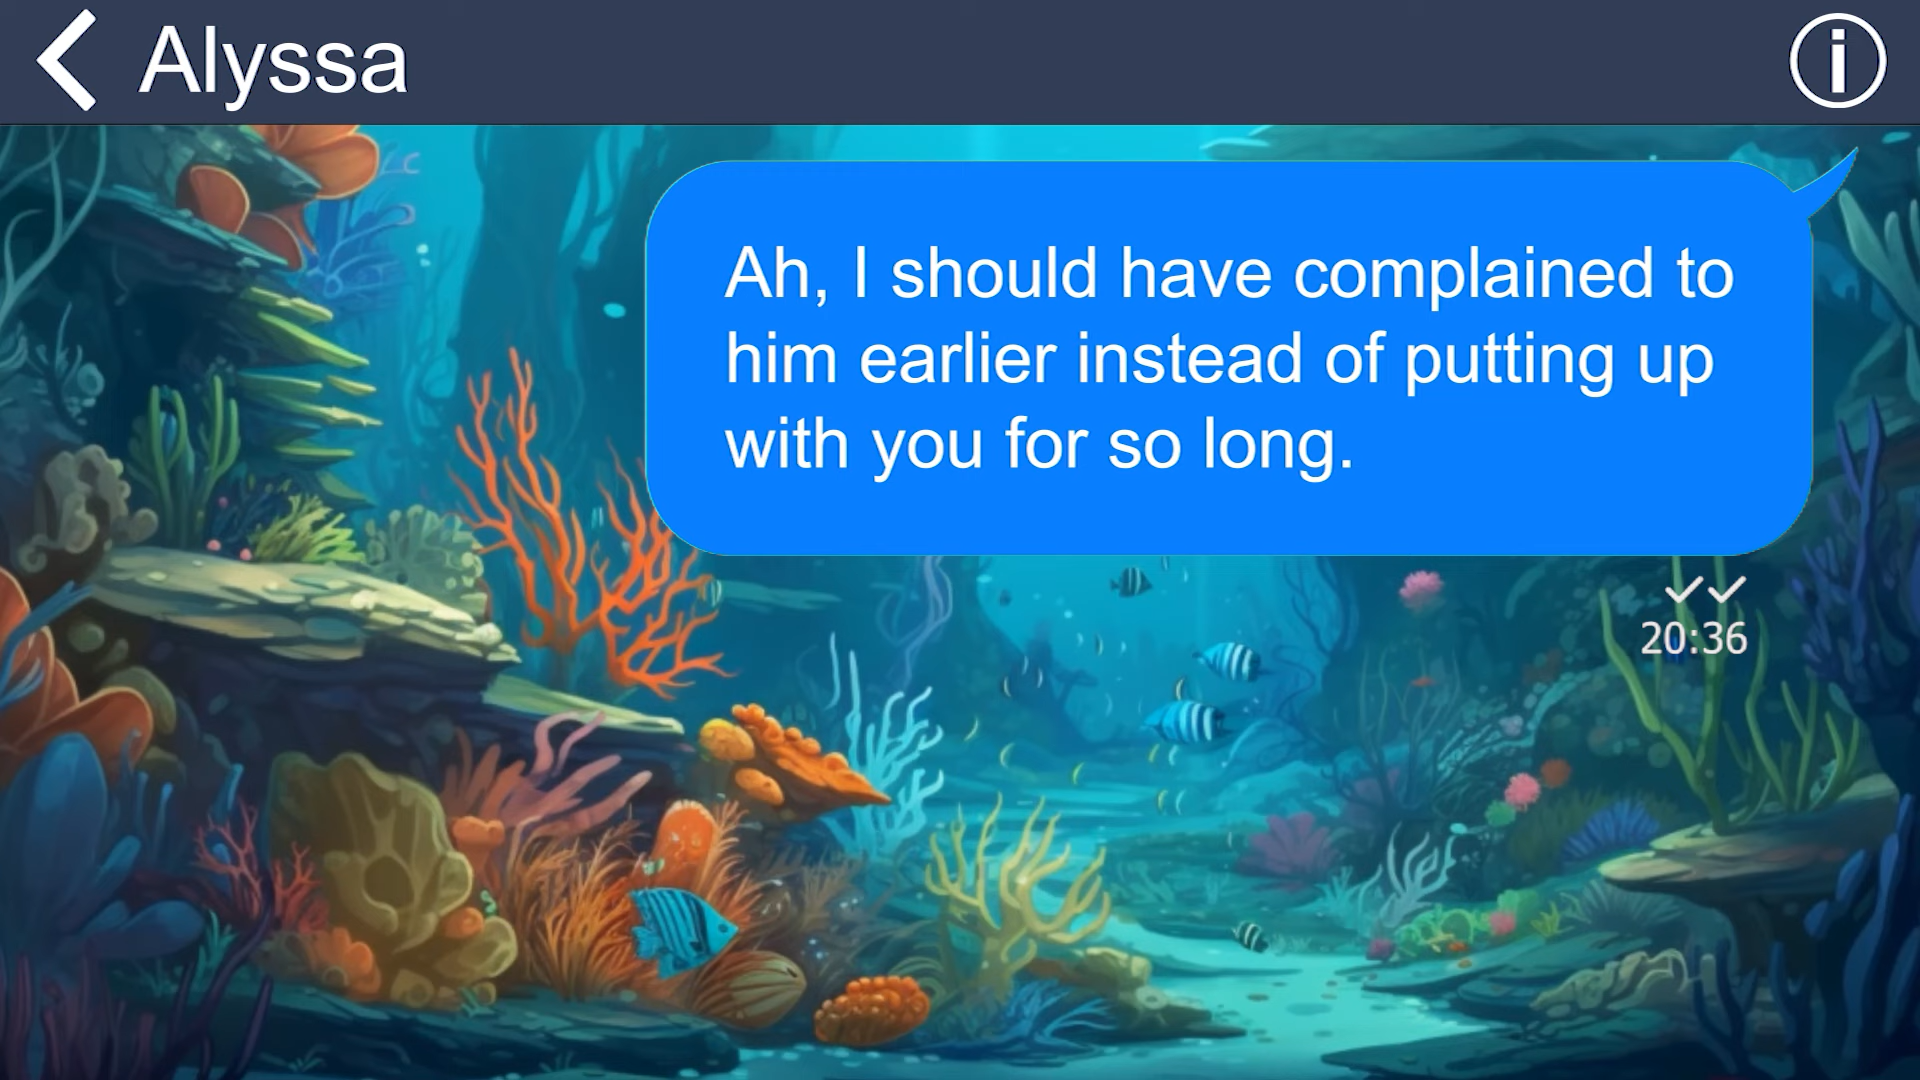 Alyssa
Ah, I should have complained to
him earlier instead of putting up
with you for so long.
20:36